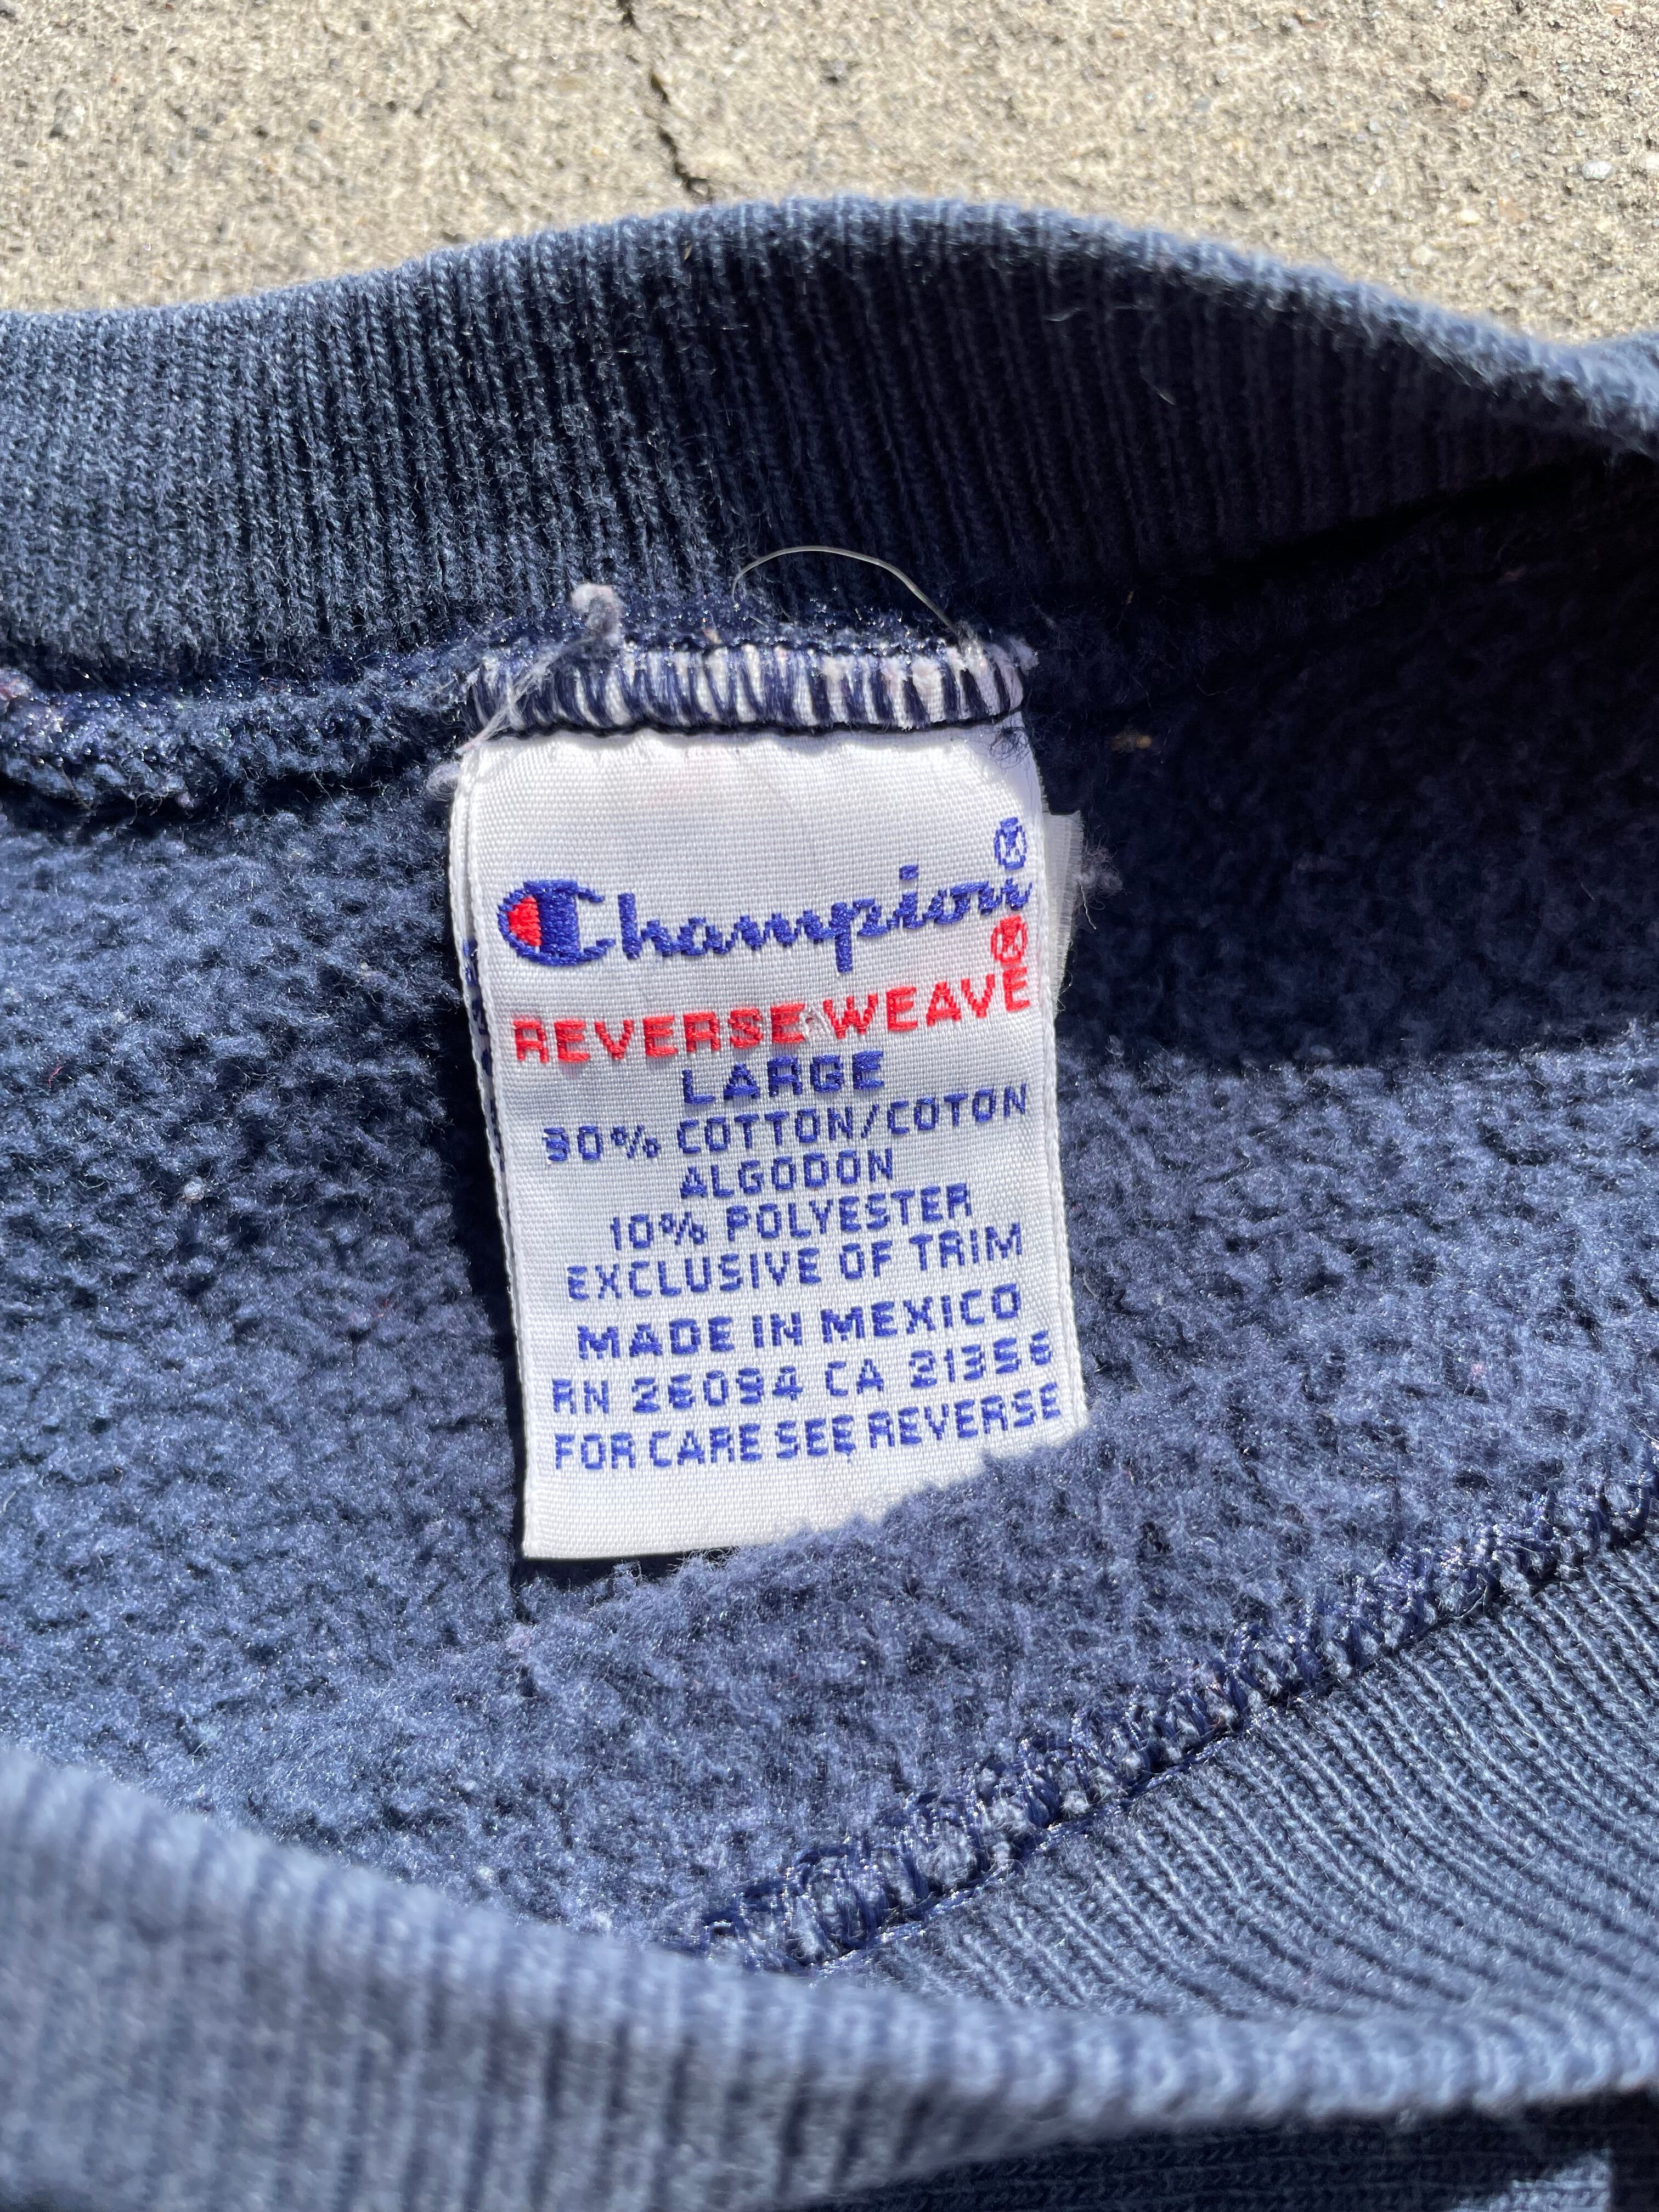 Champion®
REVERSE WEAVE®
LARGE
90% COTTON/COTON
ALGODON
10% POLYESTER
EXCLUSIVE OF TRIM
MADE IN MEXICO
RN 26094 CA 21356
FOR CARE SEE REVERSE